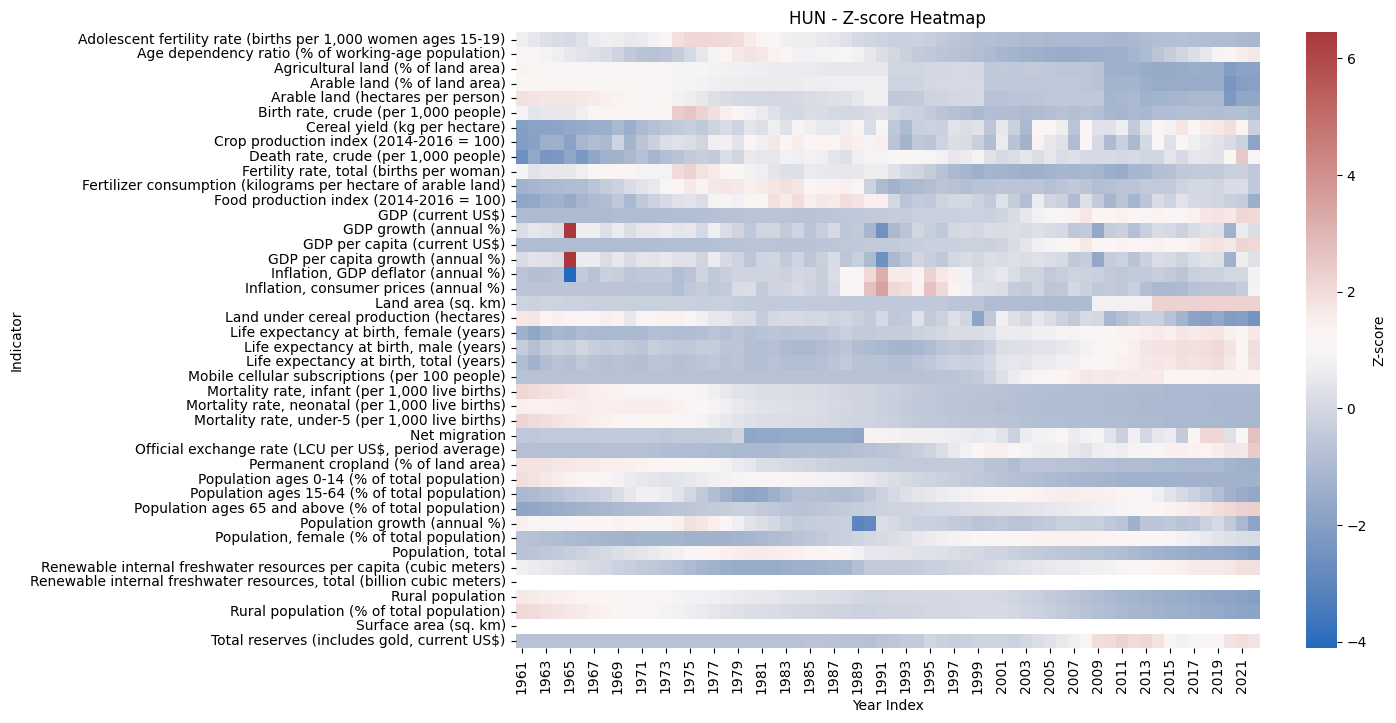 HUN - Z-score Heatmap
Indicator
Adolescent fertility rate (births per 1,000 women ages 15-19)
Age dependency ratio (% of working-age population)
Agricultural land (% of land area)
Arable land (% of land area)
Arable land (hectares per person)
Birth rate, crude (per 1,000 people)
Cereal yield (kg per hectare)
Crop production index (2014-2016 = 100)
Death rate, crude (per 1,000 people)
Fertility rate, total (births per woman)
Fertilizer consumption (kilograms per hectare of arable land)
Food production index (2014-2016 = 100)
GDP (current US$)
GDP growth (annual %)
GDP per capita (current US$)
GDP per capita growth (annual %)
Inflation, GDP deflator (annual %)
Inflation, consumer prices (annual %)
Land area (sq. km)
Land under cereal production (hectares)
Life expectancy at birth, female (years)
Life expectancy at birth, male (years)
Life expectancy at birth, total (years)
Mobile cellular subscriptions (per 100 people)
Mortality rate, infant (per 1,000 live births)
Mortality rate, neonatal (per 1,000 live births)
Mortality rate, under-5 (per 1,000 live births)
Net migration
Official exchange rate (LCU per US$, period average)
Permanent cropland (% of land area)
Population ages 0-14 (% of total population)
Population ages 15-64 (% of total population)
Population ages 65 and above (% of total population)
Population growth (annual %)
Population, female (% of total population)
Population, total
Renewable internal freshwater resources per capita (cubic meters)
Renewable internal freshwater resources, total (billion cubic meters)
Rural population
Rural population (% of total population)
Surface area (sq. km)
Total reserves (includes gold, current US$)
1961 1963 1965 1967 1969 1971 1973 1975 1977 1979 1981 1983 1985 1987 1989 1991 1993 1995 1997 1999 2001 2003 2005 2007 2009 2011 2013 2015 2017 2019 2021
Year Index
6
4
2
0
−2
−4
Z-score